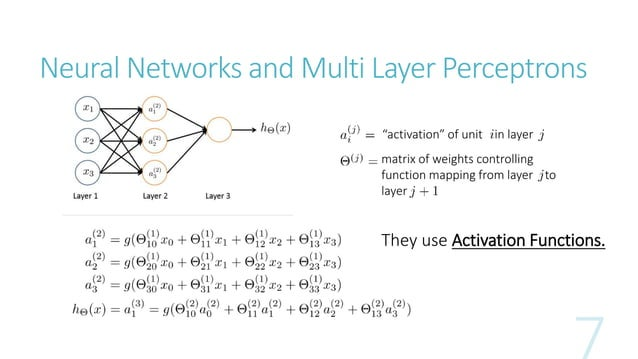 Neural Networks and Multi Layer Perceptrons
x₁ a₁⁽²⁾
x₂ a₂⁽²⁾ h_Θ(x)
x₃ a₃⁽²⁾
Layer 1 Layer 2 Layer 3
a_i⁽ʲ⁾ = “activation” of unit i in layer j
Θ⁽ʲ⁾ = matrix of weights controlling
function mapping from layer j to
layer j + 1
a₁⁽²⁾ = g(Θ₁₀⁽¹⁾x₀ + Θ₁₁⁽¹⁾x₁ + Θ₁₂⁽¹⁾x₂ + Θ₁₃⁽¹⁾x₃)
a₂⁽²⁾ = g(Θ₂₀⁽¹⁾x₀ + Θ₂₁⁽¹⁾x₁ + Θ₂₂⁽¹⁾x₂ + Θ₂₃⁽¹⁾x₃)
a₃⁽²⁾ = g(Θ₃₀⁽¹⁾x₀ + Θ₃₁⁽¹⁾x₁ + Θ₃₂⁽¹⁾x₂ + Θ₃₃⁽¹⁾x₃)
h_Θ(x) = a₁⁽³⁾ = g(Θ₁₀⁽²⁾a₀⁽²⁾ + Θ₁₁⁽²⁾a₁⁽²⁾ + Θ₁₂⁽²⁾a₂⁽²⁾ + Θ₁₃⁽²⁾a₃⁽²⁾)
They use Activation Functions.
7